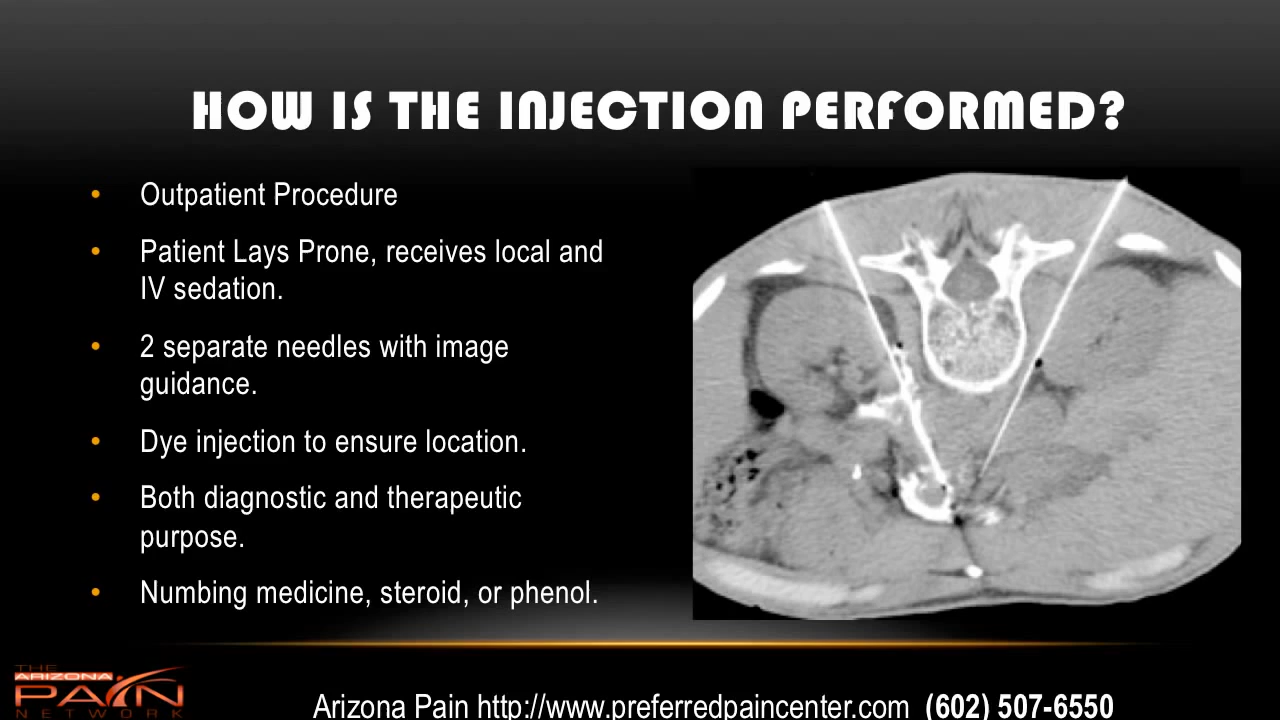 HOW IS THE INJECTION PERFORMED?
• Outpatient Procedure
• Patient Lays Prone, receives local and
IV sedation.
• 2 separate needles with image
guidance.
• Dye injection to ensure location.
• Both diagnostic and therapeutic
purpose.
• Numbing medicine, steroid, or phenol.
THE
ARIZONA
PAIN
NETWORK
Arizona Pain http://www.preferredpaincenter.com (602) 507-6550